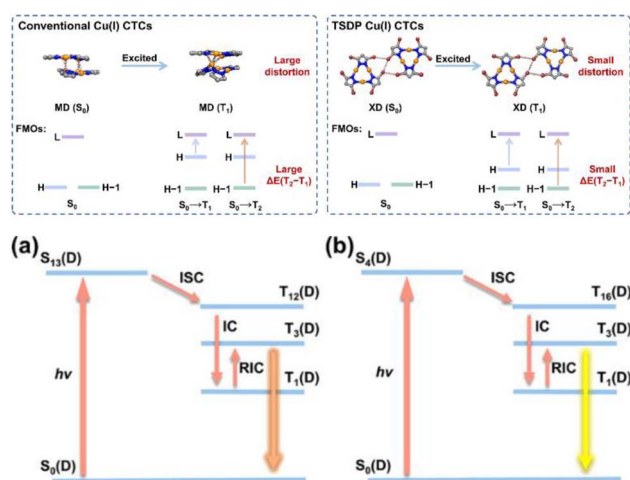 Conventional Cu(I) CTCs
Excited
Large
distortion
MD (S0)
MD (T1)
FMOs:
L
L
L
H
H
H
H−1
H−1
H−1
Large
ΔE(T2−T1)
S0
S0→T1
S0→T2
TSDP Cu(I) CTCs
Excited
Small
distortion
XD (S0)
XD (T1)
FMOs:
L
L
L
H
H
H
H−1
H−1
H−1
Small
ΔE(T2−T1)
S0
S0→T1
S0→T2
(a)
S13(D)
ISC
T12(D)
IC
T3(D)
hν
RIC
T1(D)
S0(D)
(b)
S4(D)
ISC
T16(D)
IC
T3(D)
hν
RIC
T1(D)
S0(D)